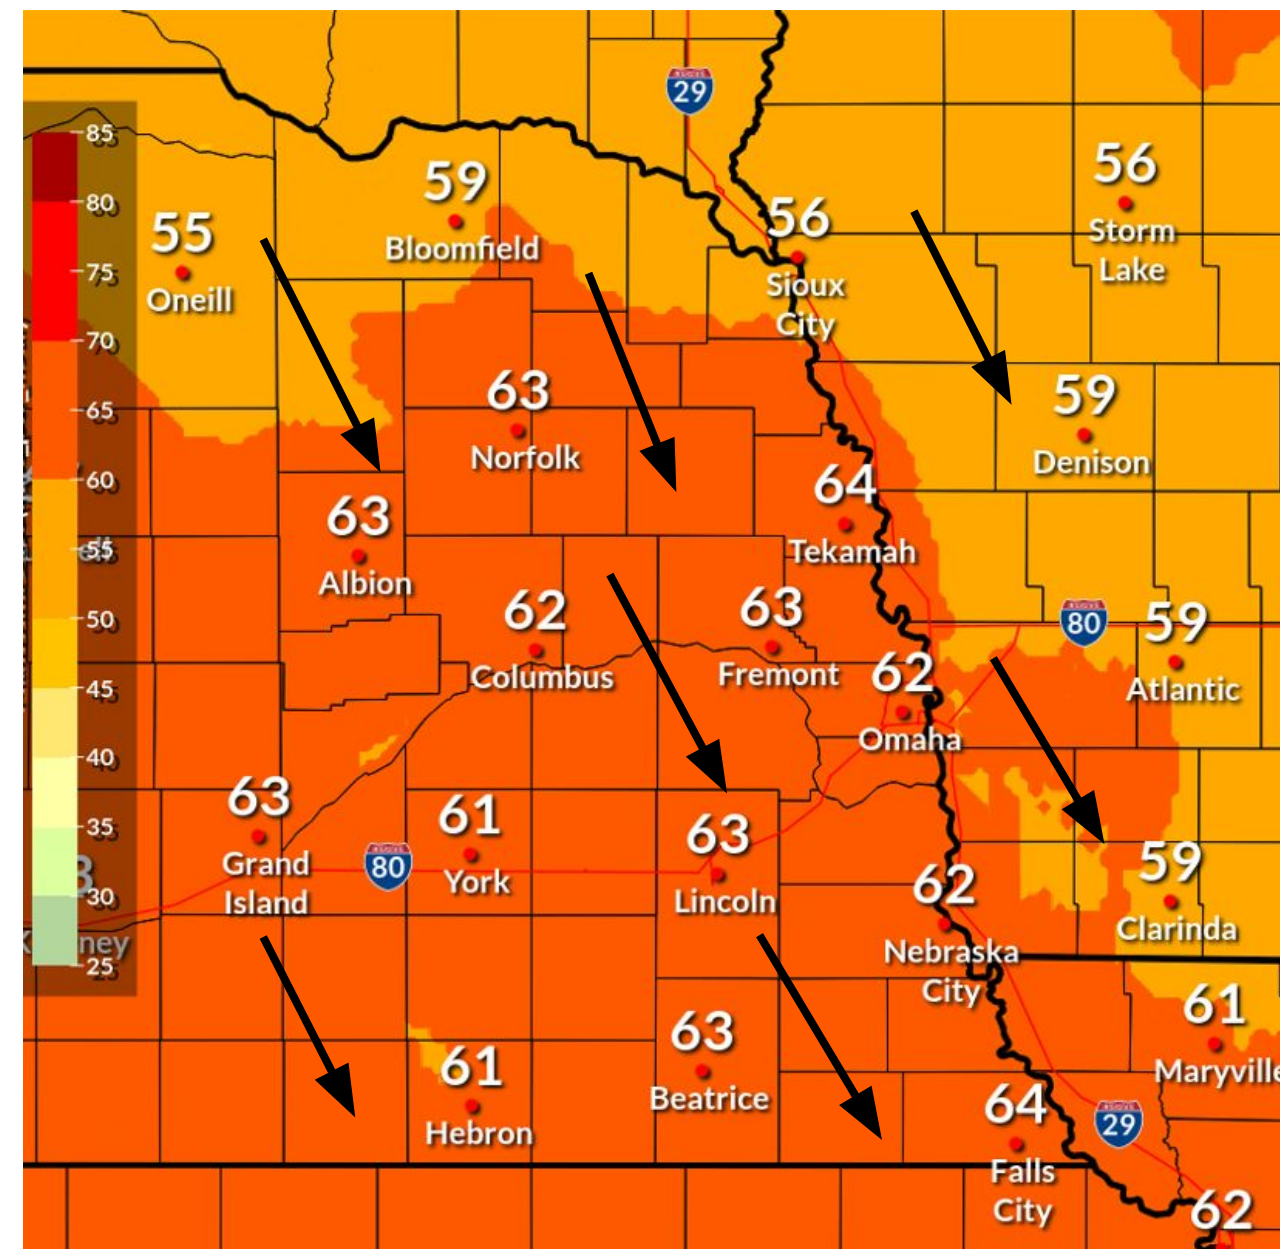 29
85
80
75
70
65
60
55
50
45
40
35
30
25
59
Bloomfield
55
Oneill
56
Sioux
City
56
Storm
Lake
63
Norfolk
59
Denison
64
Tekamah
63
Albion
62
Columbus
63
Fremont
80
59
Atlantic
62
Omaha
63
Grand
Island
80
61
York
63
Lincoln
62
Nebraska
City
59
Clarinda
61
Maryville
61
Hebron
63
Beatrice
64
Falls
City
29
62